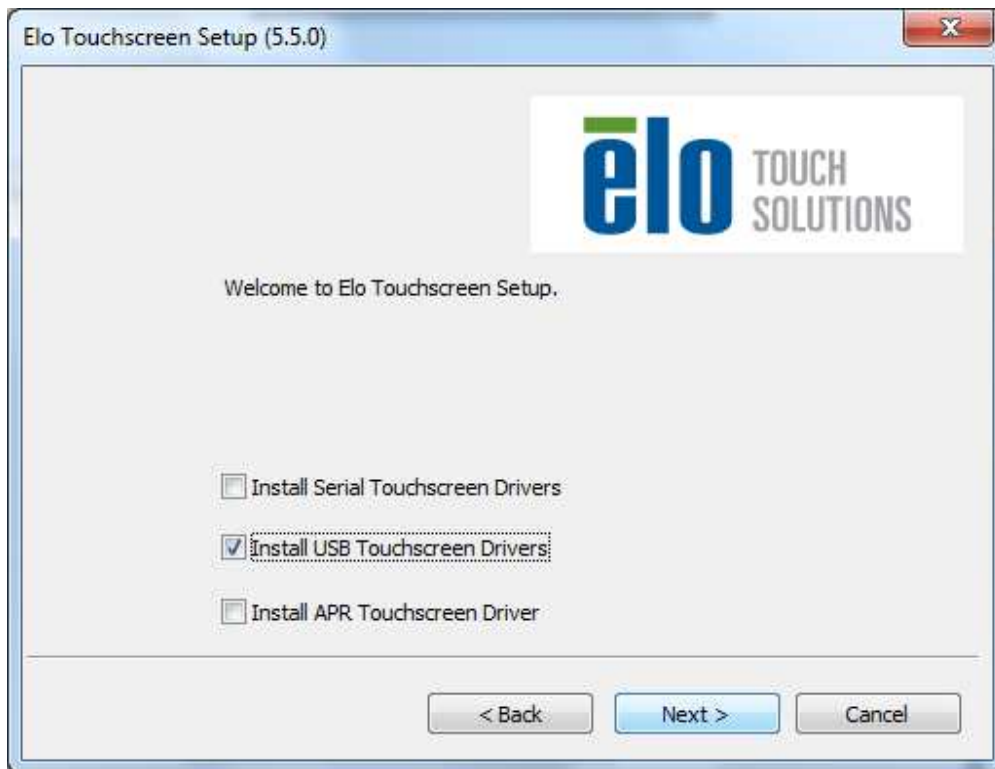 Elo Touchscreen Setup (5.5.0)
ēlo TOUCH
SOLUTIONS
Welcome to Elo Touchscreen Setup.
Install Serial Touchscreen Drivers
Install USB Touchscreen Drivers
Install APR Touchscreen Driver
< Back Next > Cancel